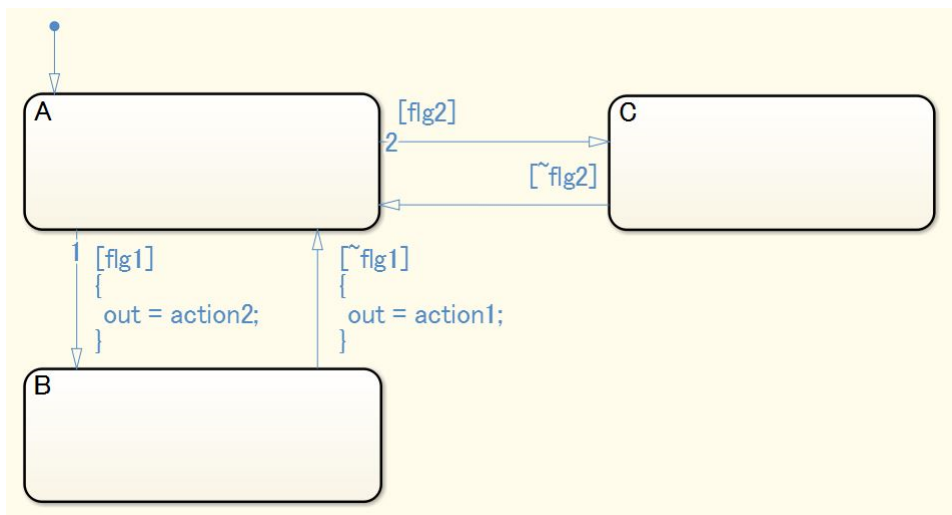 A
[flg2]
C
2
[~flg2]
1
[flg1]
{
out = action2;
}
[~flg1]
{
out = action1;
}
B